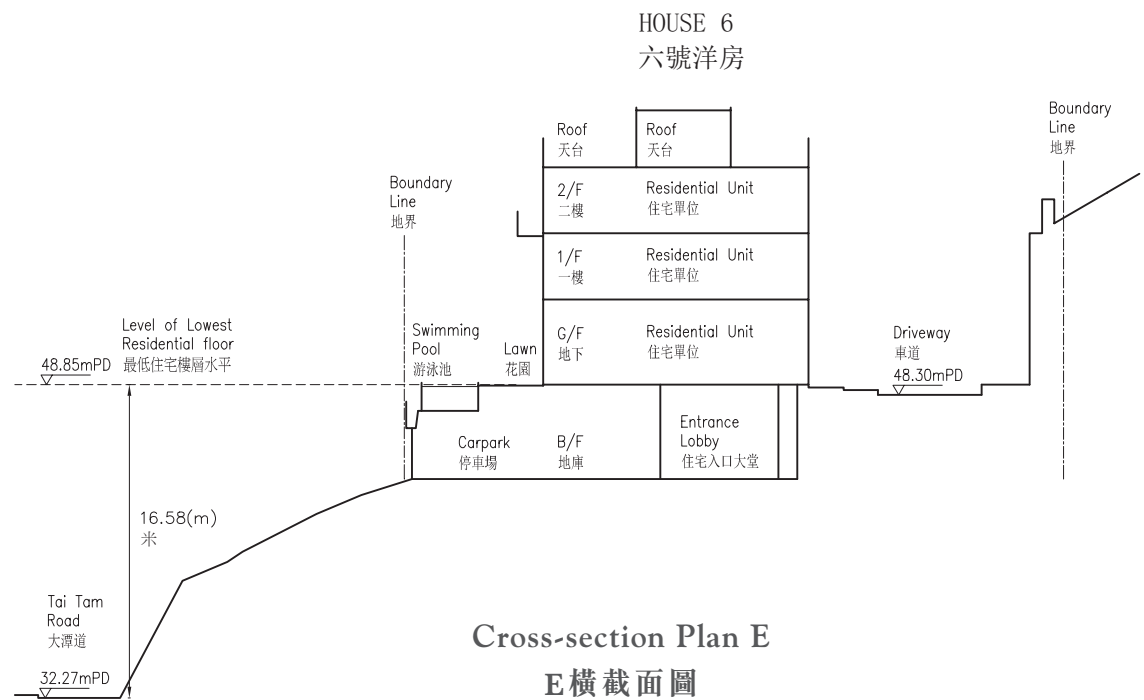 HOUSE 6
六號洋房
Roof
天台
Roof
天台
Boundary
Line
地界
2/F
二樓
Residential Unit
住宅單位
Boundary
Line
地界
1/F
一樓
Residential Unit
住宅單位
Level of Lowest
Residential floor
最低住宅樓層水平
48.85mPD
Swimming
Pool
游泳池
Lawn
花園
G/F
地下
Residential Unit
住宅單位
Driveway
車道
48.30mPD
Carpark
停車場
B/F
地庫
Entrance
Lobby
住宅入口大堂
16.58(m)
米
Tai Tam
Road
大潭道
32.27mPD
Cross-section Plan E
E橫截面圖